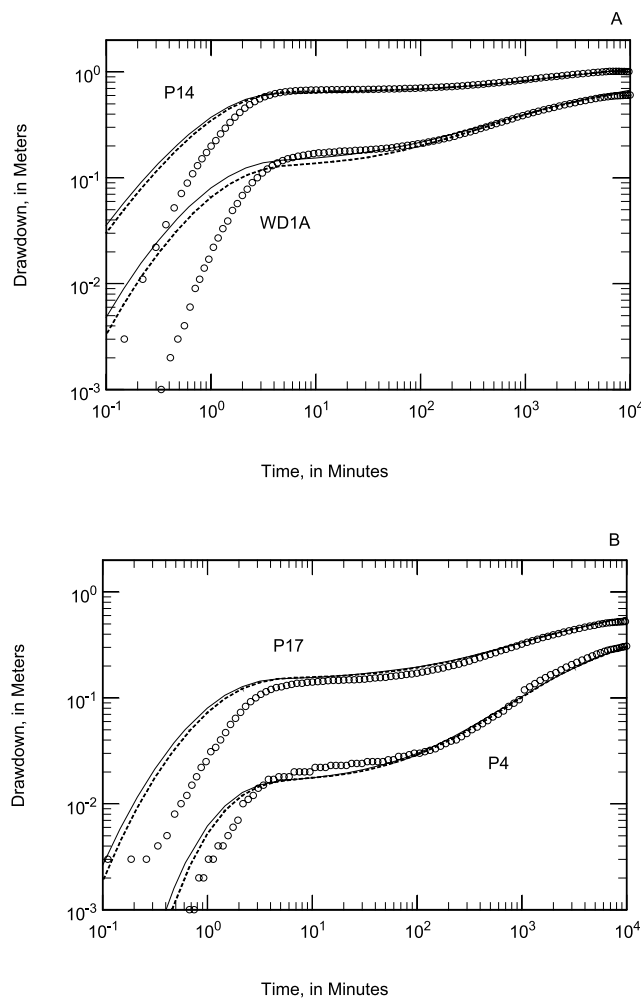 A
10⁰
P14
10⁻¹
WD1A
10⁻²
10⁻³
10⁻¹ 10⁰ 10¹ 10² 10³ 10⁴
Drawdown, in Meters
Time, in Minutes
B
10⁰
P17
10⁻¹
P4
10⁻²
10⁻³
10⁻¹ 10⁰ 10¹ 10² 10³ 10⁴
Drawdown, in Meters
Time, in Minutes